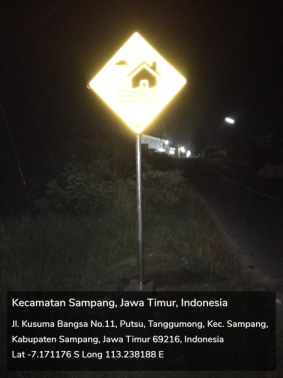 Kecamatan Sampang, Jawa Timur, Indonesia
Jl. Kusuma Bangsa No.11, Putsu, Tanggumong, Kec. Sampang,
Kabupaten Sampang, Jawa Timur 69216, Indonesia
Lat -7.171176 S Long 113.238188 E